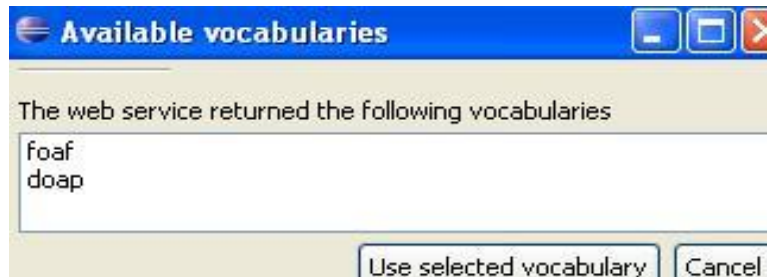 Available vocabularies
The web service returned the following vocabularies
foaf
doap
Use selected vocabulary Cancel